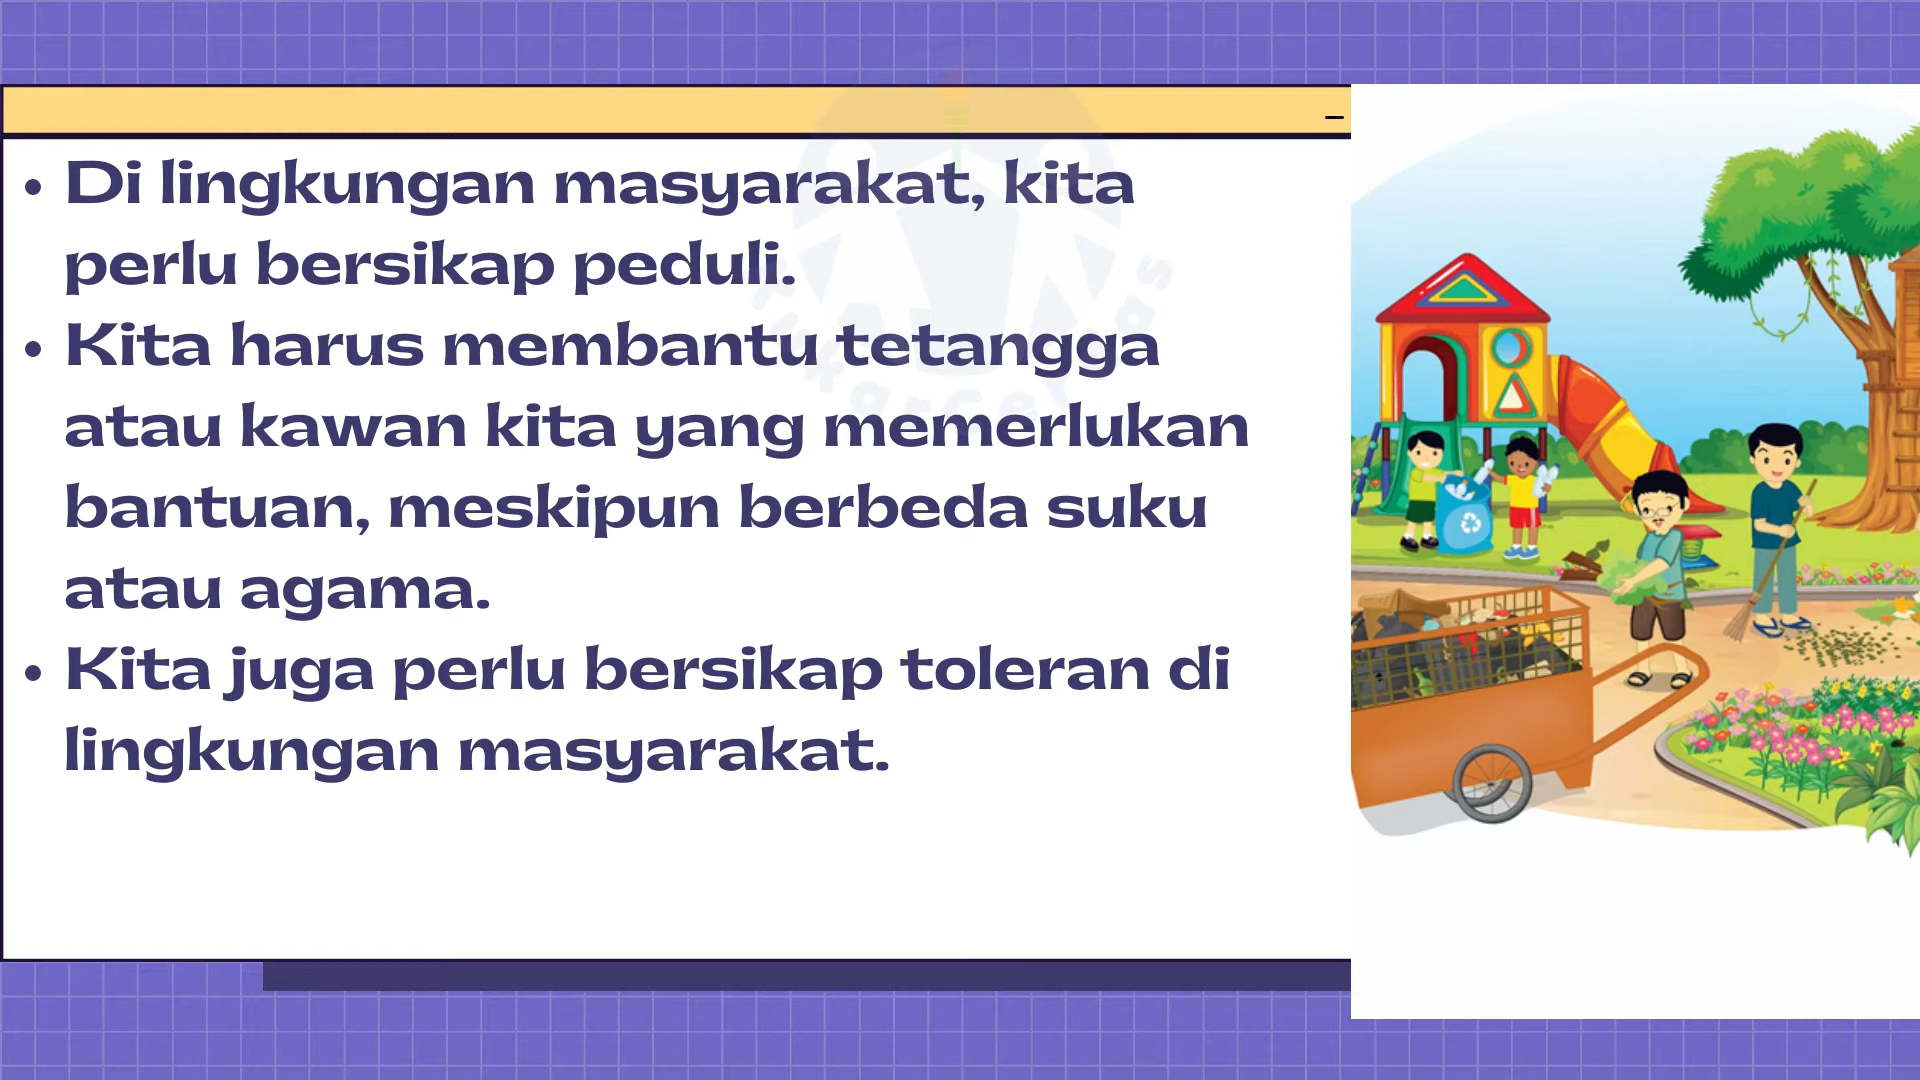 • Di lingkungan masyarakat, kita
perlu bersikap peduli.
• Kita harus membantu tetangga
atau kawan kita yang memerlukan
bantuan, meskipun berbeda suku
atau agama.
• Kita juga perlu bersikap toleran di
lingkungan masyarakat.